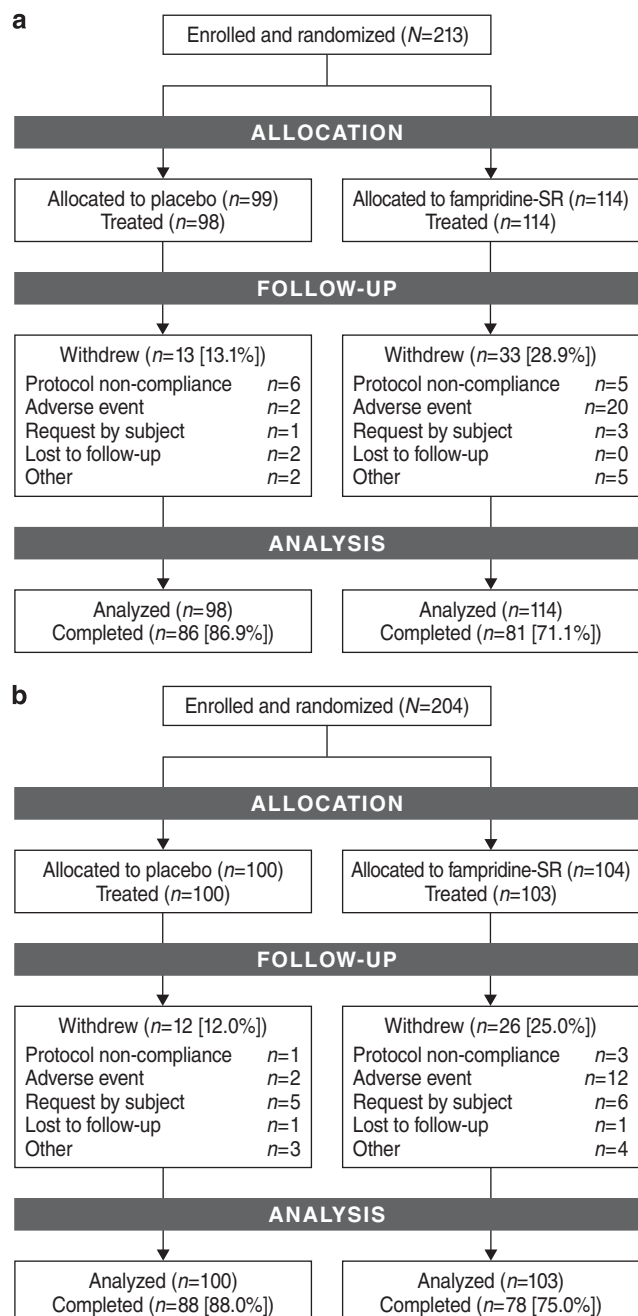 a
Enrolled and randomized (N=213)
ALLOCATION
Allocated to placebo (n=99)
Treated (n=98)
Allocated to fampridine-SR (n=114)
Treated (n=114)
FOLLOW-UP
Withdrew (n=13 [13.1%])
Protocol non-compliance n=6
Adverse event n=2
Request by subject n=1
Lost to follow-up n=2
Other n=2
Withdrew (n=33 [28.9%])
Protocol non-compliance n=5
Adverse event n=20
Request by subject n=3
Lost to follow-up n=0
Other n=5
ANALYSIS
Analyzed (n=98)
Completed (n=86 [86.9%])
Analyzed (n=114)
Completed (n=81 [71.1%])
b
Enrolled and randomized (N=204)
ALLOCATION
Allocated to placebo (n=100)
Treated (n=100)
Allocated to fampridine-SR (n=104)
Treated (n=103)
FOLLOW-UP
Withdrew (n=12 [12.0%])
Protocol non-compliance n=1
Adverse event n=2
Request by subject n=5
Lost to follow-up n=1
Other n=3
Withdrew (n=26 [25.0%])
Protocol non-compliance n=3
Adverse event n=12
Request by subject n=6
Lost to follow-up n=1
Other n=4
ANALYSIS
Analyzed (n=100)
Completed (n=88 [88.0%])
Analyzed (n=103)
Completed (n=78 [75.0%])